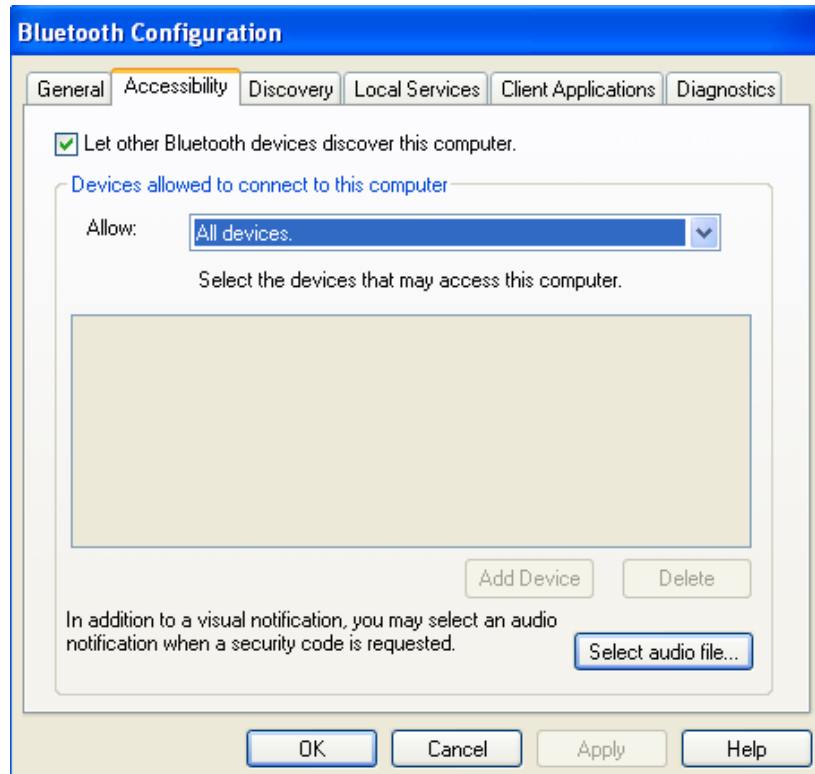 Bluetooth Configuration
General Accessibility Discovery Local Services Client Applications Diagnostics
Let other Bluetooth devices discover this computer.
Devices allowed to connect to this computer
Allow: All devices.
Select the devices that may access this computer.
Add Device Delete
In addition to a visual notification, you may select an audio
notification when a security code is requested.
Select audio file...
OK Cancel Apply Help